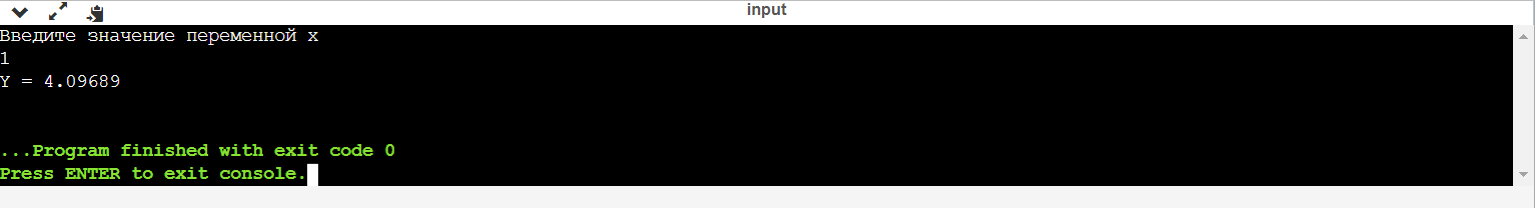 input
Введите значение переменной x
1
Y = 4.09689
...Program finished with exit code 0
Press ENTER to exit console.